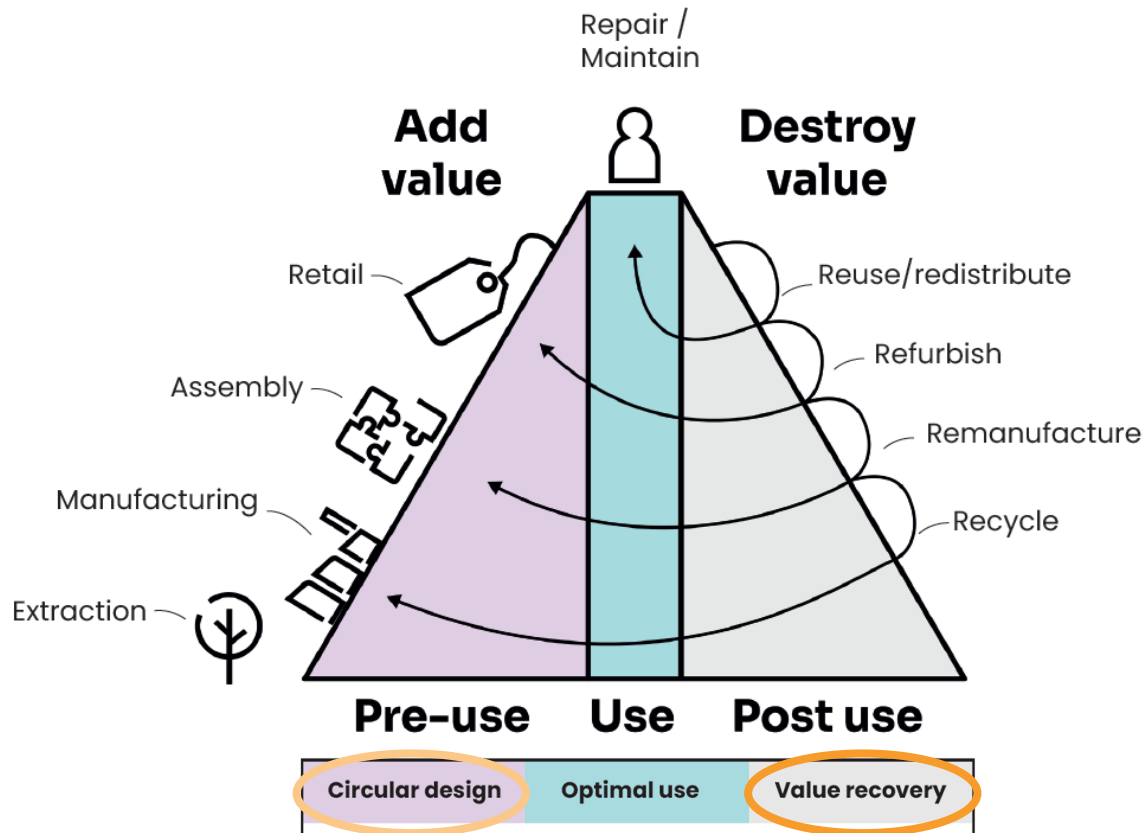 Repair /
Maintain
Add
value
Destroy
value
Retail
Reuse/redistribute
Refurbish
Assembly
Remanufacture
Manufacturing
Recycle
Extraction
Pre-use
Use
Post use
Circular design
Optimal use
Value recovery